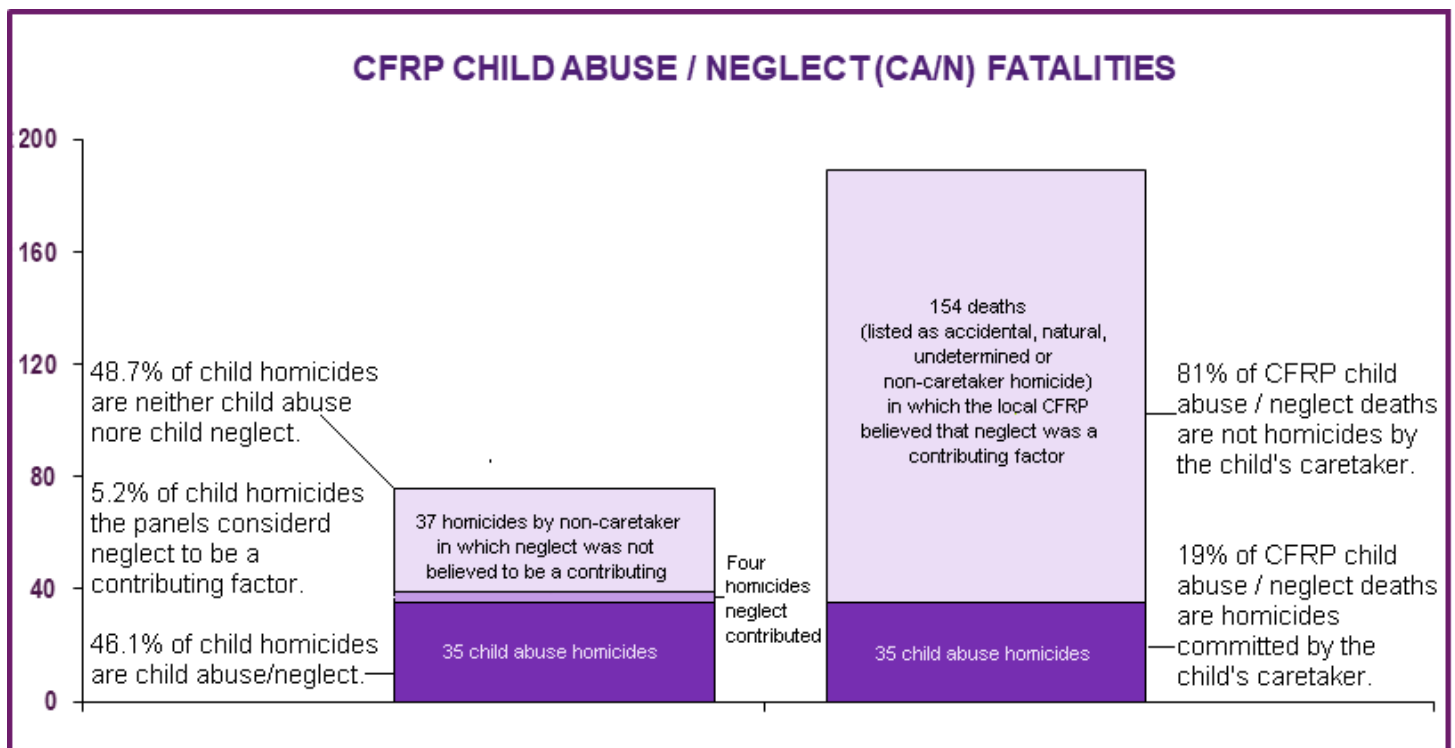 CFRP CHILD ABUSE / NEGLECT (CA/N) FATALITIES
200
160
120
80
40
0
48.7% of child homicides
are neither child abuse
nore child neglect.
5.2% of child homicides
the panels considerd
neglect to be a
contributing factor.
46.1% of child homicides
are child abuse/neglect.
37 homicides by non-caretaker
in which neglect was not
believed to be a contributing
35 child abuse homicides
Four
homicides
neglect
contributed
154 deaths
(listed as accidental, natural,
undetermined or
non-caretaker homicide)
in which the local CFRP
believed that neglect was a
contributing factor
35 child abuse homicides
81% of CFRP child
abuse / neglect deaths
are not homicides by
the child's caretaker.
19% of CFRP child
abuse / neglect deaths
are homicides
committed by the
child's caretaker.